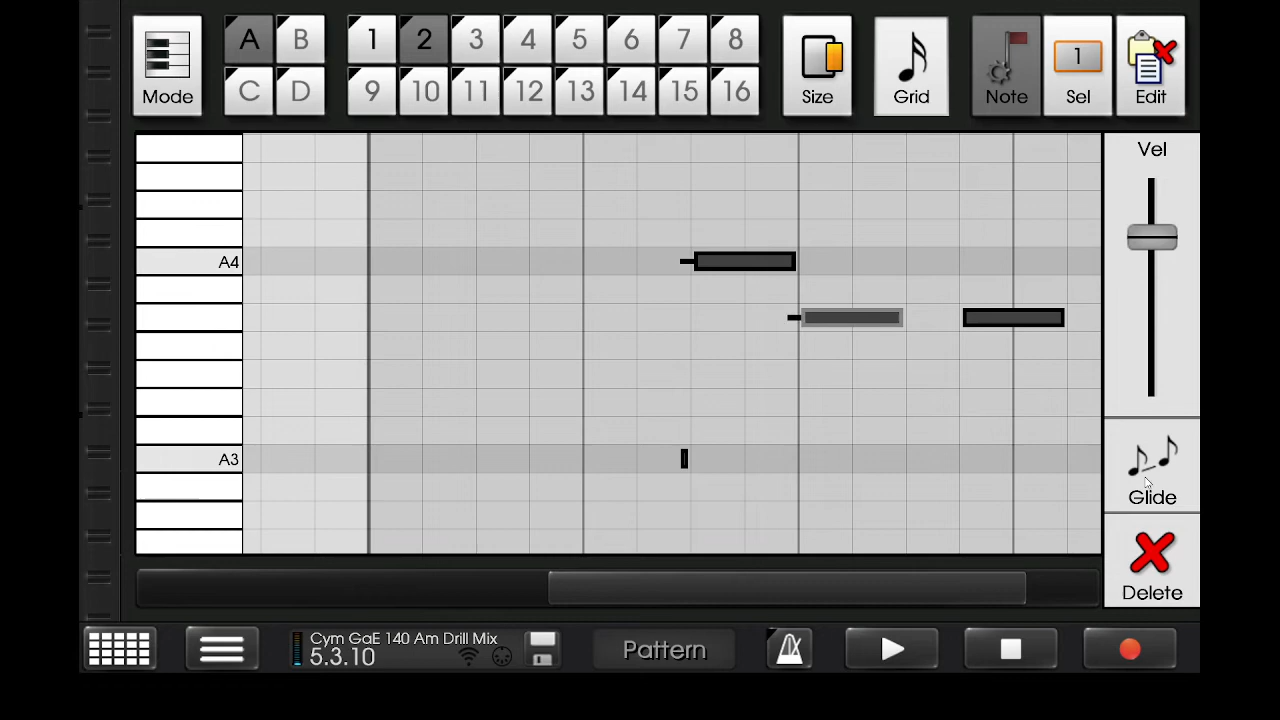 Mode
A B
C D
1 2 3 4 5 6 7 8
9 10 11 12 13 14 15 16
Size
Grid
Note
1
Sel
Edit
Vel
A4
A3
Glide
Delete
Cym GaE 140 Am Drill Mix
5.3.10
Pattern